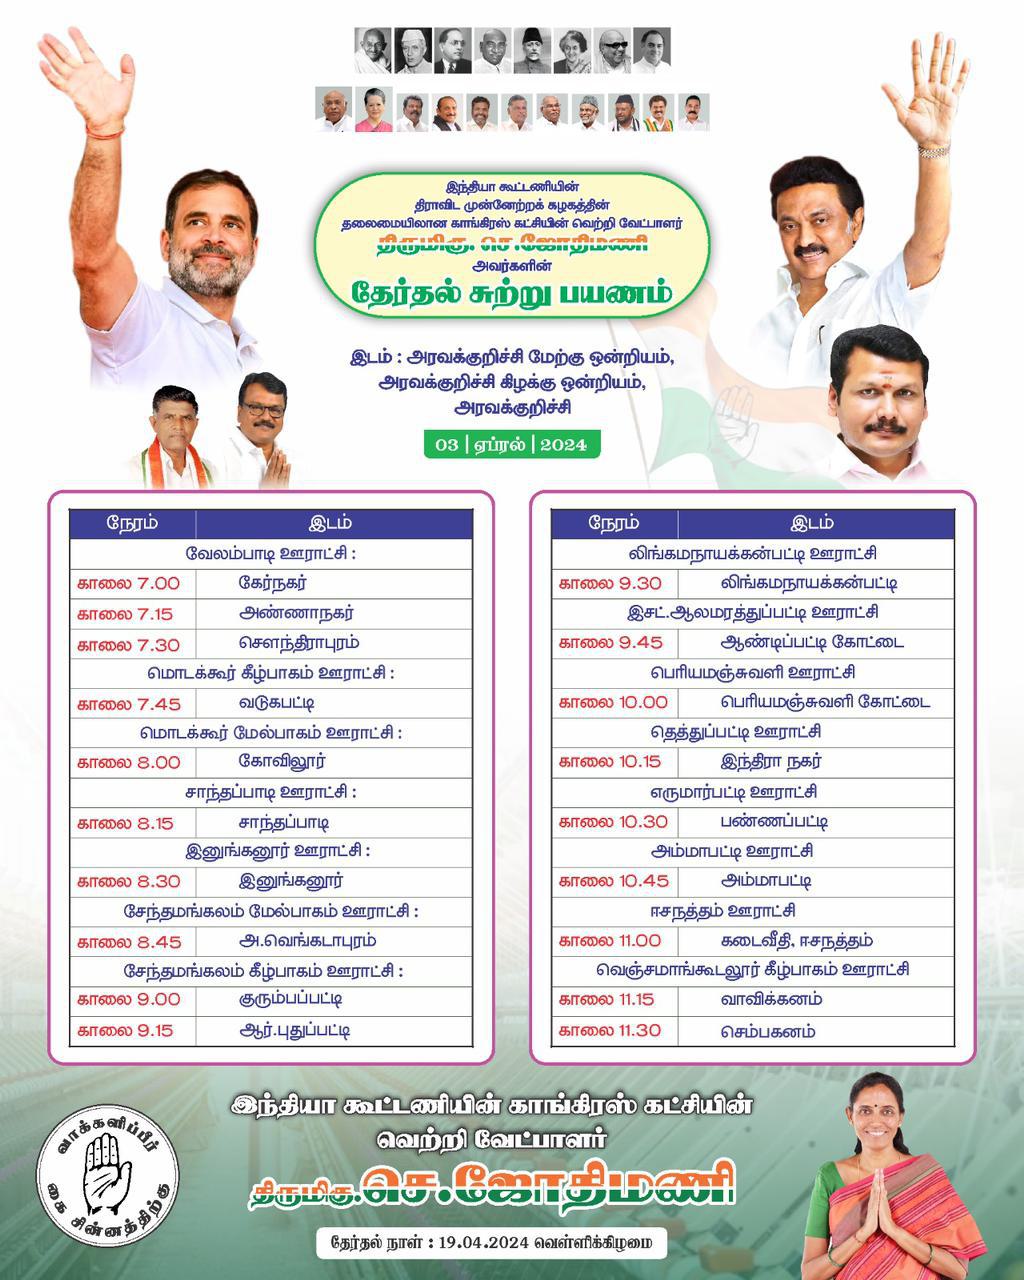 இந்தியா கூட்டணியின்
திராவிட முன்னேற்றக் கழகத்தின்
தலைமையிலான காங்கிரஸ் கட்சியின் வெற்றி வேட்பாளர்
திருமிகு. செ.ஜோதிமணி
அவர்களின்
தேர்தல் சுற்று பயணம்
இடம் : அரவக்குறிச்சி மேற்கு ஒன்றியம்,
அரவக்குறிச்சி கிழக்கு ஒன்றியம்,
அரவக்குறிச்சி
03 | ஏப்ரல் | 2024
நேரம் இடம்
வேலம்பாடி ஊராட்சி :
காலை 7.00 கேர்நகர்
காலை 7.15 அண்ணாநகர்
காலை 7.30 சௌந்திராபுரம்
மொடக்கூர் கீழ்பாகம் ஊராட்சி :
காலை 7.45 வடுகபட்டி
மொடக்கூர் மேல்பாகம் ஊராட்சி :
காலை 8.00 கோவிலூர்
சாந்தப்பாடி ஊராட்சி :
காலை 8.15 சாந்தப்பாடி
இனுங்கனூர் ஊராட்சி :
காலை 8.30 இனுங்கனூர்
சேந்தமங்கலம் மேல்பாகம் ஊராட்சி :
காலை 8.45 அ.வெங்கடாபுரம்
சேந்தமங்கலம் கீழ்பாகம் ஊராட்சி :
காலை 9.00 குரும்பப்பட்டி
காலை 9.15 ஆர்.புதுப்பட்டி
நேரம் இடம்
லிங்கமநாயக்கன்பட்டி ஊராட்சி
காலை 9.30 லிங்கமநாயக்கன்பட்டி
இசட்.ஆலமரத்துப்பட்டி ஊராட்சி
காலை 9.45 ஆண்டிப்பட்டி கோட்டை
பெரியமஞ்சுவளி ஊராட்சி
காலை 10.00 பெரியமஞ்சுவளி கோட்டை
தெத்துப்பட்டி ஊராட்சி
காலை 10.15 இந்திரா நகர்
எருமார்பட்டி ஊராட்சி
காலை 10.30 பண்ணப்பட்டி
அம்மாபட்டி ஊராட்சி
காலை 10.45 அம்மாபட்டி
ஈசநத்தம் ஊராட்சி
காலை 11.00 கடைவீதி, ஈசநத்தம்
வெஞ்சமாங்கூடலூர் கீழ்பாகம் ஊராட்சி
காலை 11.15 வாவிக்கனம்
காலை 11.30 செம்பகனம்
இந்தியா கூட்டணியின் காங்கிரஸ் கட்சியின்
வெற்றி வேட்பாளர்
திருமிகு.செ.ஜோதிமணி
தேர்தல் நாள் : 19.04.2024 வெள்ளிக்கிழமை
வாக்களிப்பீர்
கை சின்னத்திற்கு